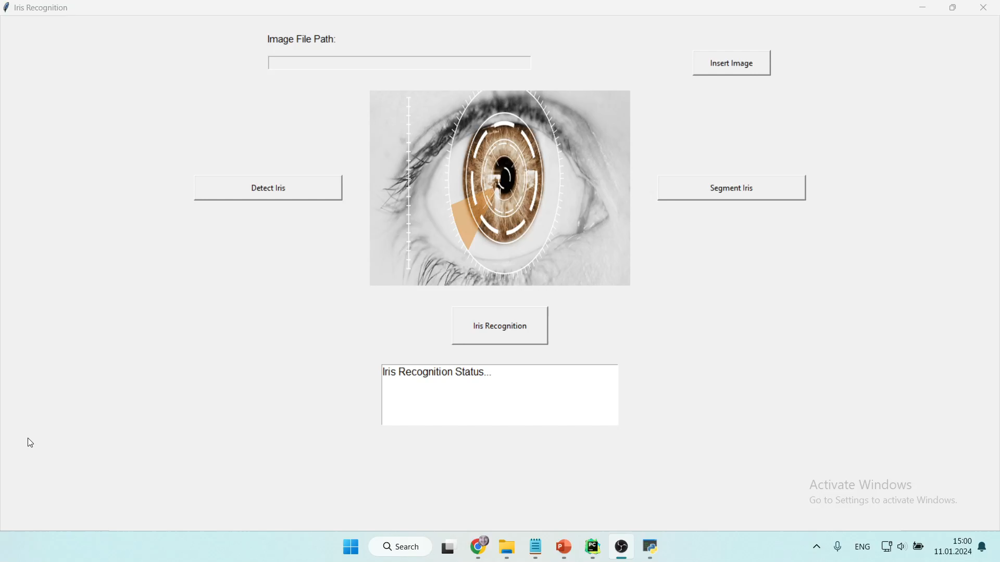 Iris Recognition
Image File Path:
Insert Image
Detect Iris
Segment Iris
Iris Recognition
Iris Recognition Status...
Activate Windows
Go to Settings to activate Windows.
Search
PC
ENG
15:00
11.01.2024